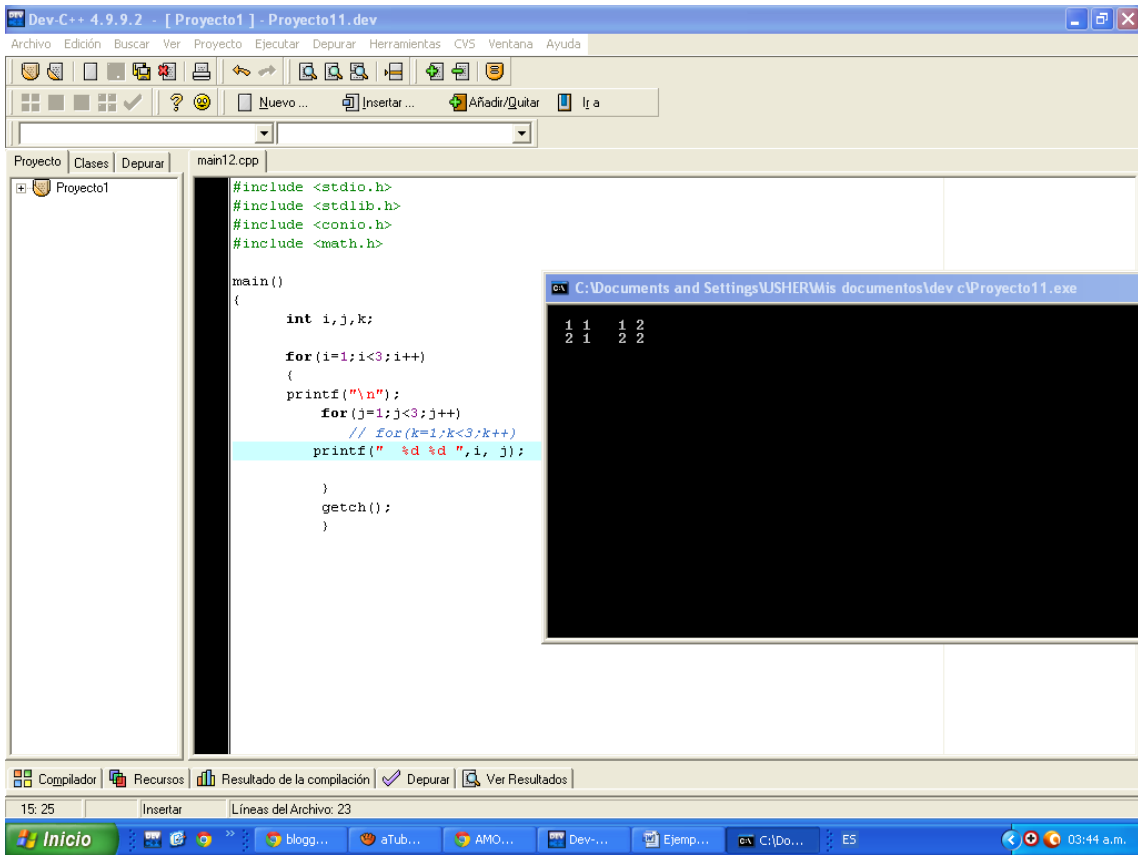 Dev-C++ 4.9.9.2 - [ Proyecto1 ] - Proyecto11.dev
Archivo Edición Buscar Ver Proyecto Ejecutar Depurar Herramientas CVS Ventana Ayuda
Nuevo ... Insertar ... Añadir/Quitar Ir a
Proyecto Clases Depurar main12.cpp
Proyecto1
#include <stdio.h>
#include <stdlib.h>
#include <conio.h>
#include <math.h>
main()
{
int i,j,k;
for(i=1;i<3;i++)
{
printf("\n");
for(j=1;j<3;j++)
// for(k=1;k<3;k++)
printf("  %d %d ",i, j);
}
getch();
}
C:\Documents and Settings\USHER\Mis documentos\dev c\Proyecto11.exe
1 1   1 2
2 1   2 2
Compilador Recursos Resultado de la compilación Depurar Ver Resultados
15: 25 Insertar Líneas del Archivo: 23
Inicio » blogg... aTub... AMO... Dev-... Ejemp... C:\Do... ES 03:44 a.m.